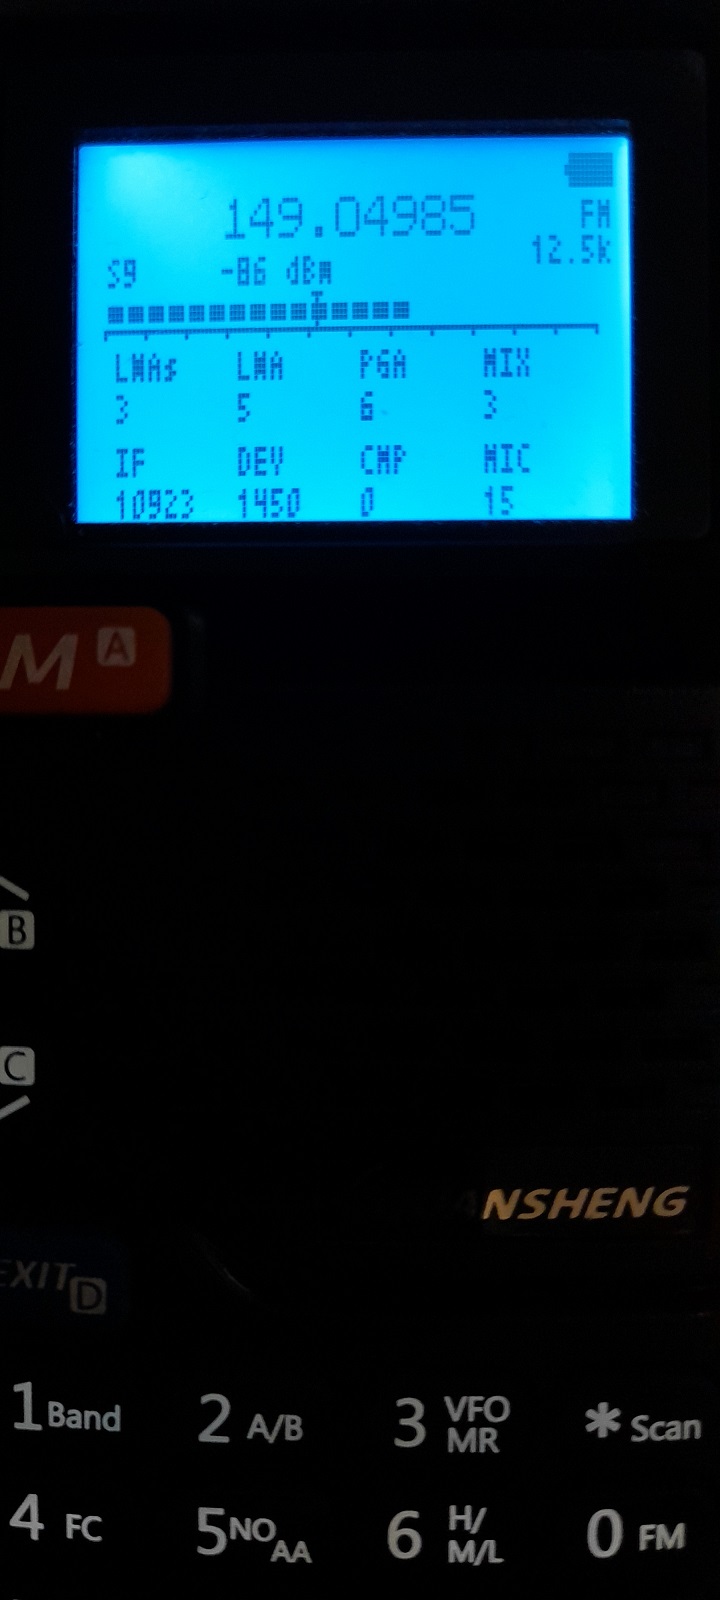 149.04985
FM
12.5k
S9 -86 dBm
LNAs LNA PGA MIX
3 5 6 3
IF DEV CMP MIC
10923 1450 0 15
M A
B
C
NSHENG
EXIT D
1 Band 2 A/B 3 VFO MR * Scan
4 FC 5 NOAA 6 H/M/L 0 FM